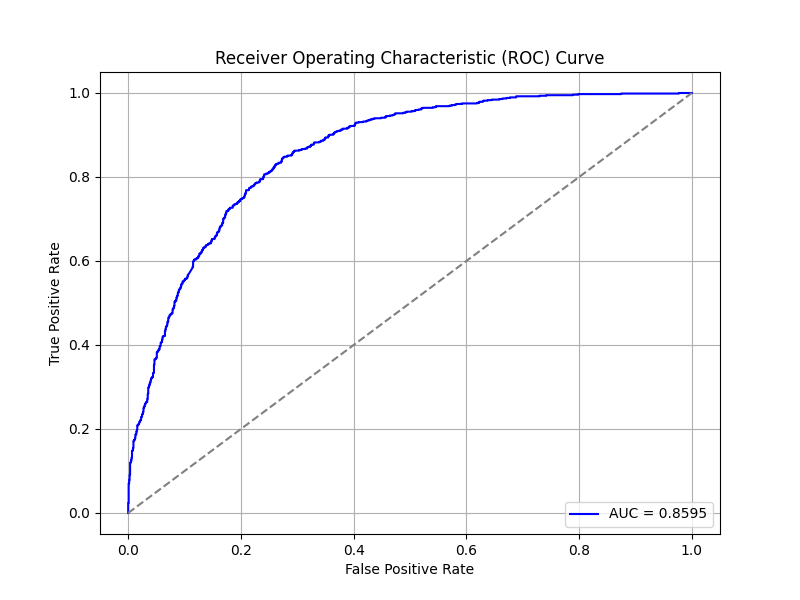 Receiver Operating Characteristic (ROC) Curve
True Positive Rate
1.0
0.8
0.6
0.4
0.2
0.0
AUC = 0.8595
0.0 0.2 0.4 0.6 0.8 1.0
False Positive Rate